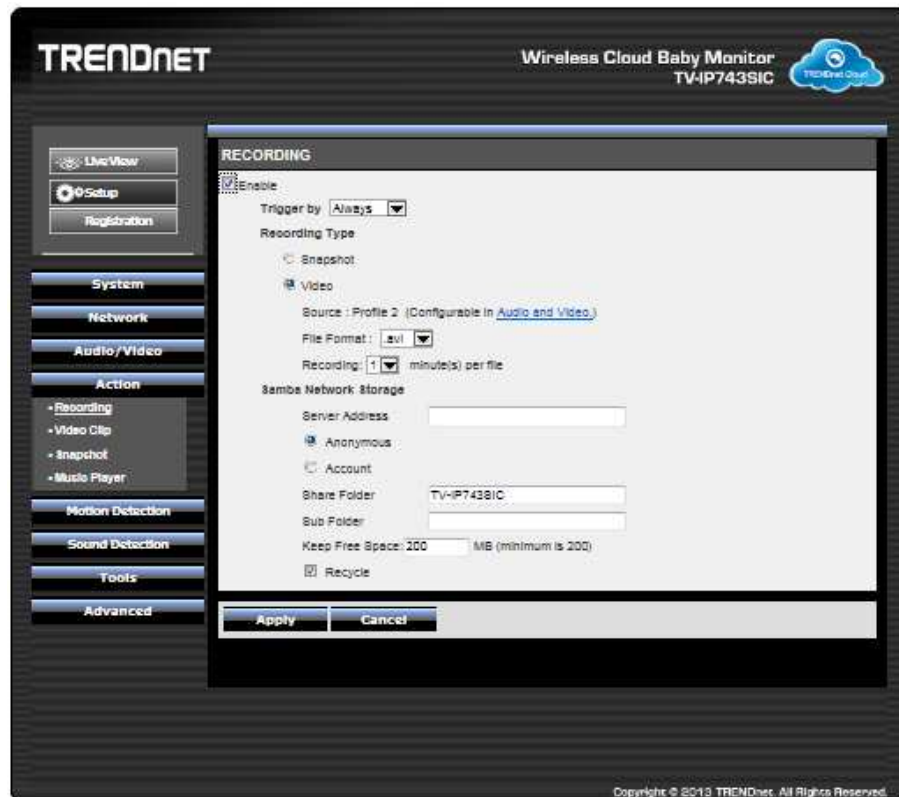 TRENDNET
Wireless Cloud Baby Monitor
TV-IP743SIC
TRENDnet Cloud
LiveView
Setup
Registration
System
Network
Audio/Video
Action
Recording
Video Clip
Snapshot
Music Player
Motion Detection
Sound Detection
Tools
Advanced
RECORDING
Enable
Trigger by Always
Recording Type
Snapshot
Video
Source : Profile 2 (Configurable in Audio and Video.)
File Format : .avi
Recording: 1 minute(s) per file
Samba Network Storage
Server Address
Anonymous
Account
Share Folder TV-IP743SIC
Sub Folder
Keep Free Space: 200 MB (minimum is 200)
Recycle
Apply Cancel
Copyright © 2013 TRENDnet. All Rights Reserved.